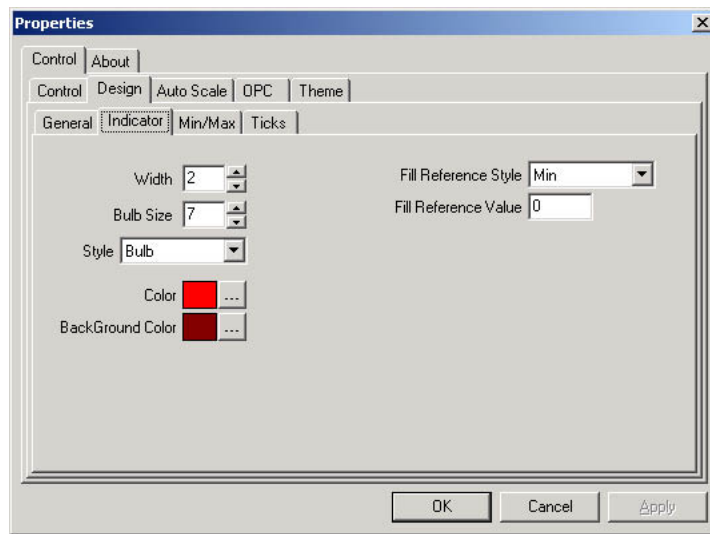 Properties
Control About
Control Design Auto Scale OPC Theme
General Indicator Min/Max Ticks
Width 2 Fill Reference Style Min
Bulb Size 7 Fill Reference Value 0
Style Bulb
Color ...
BackGround Color ...
OK Cancel Apply